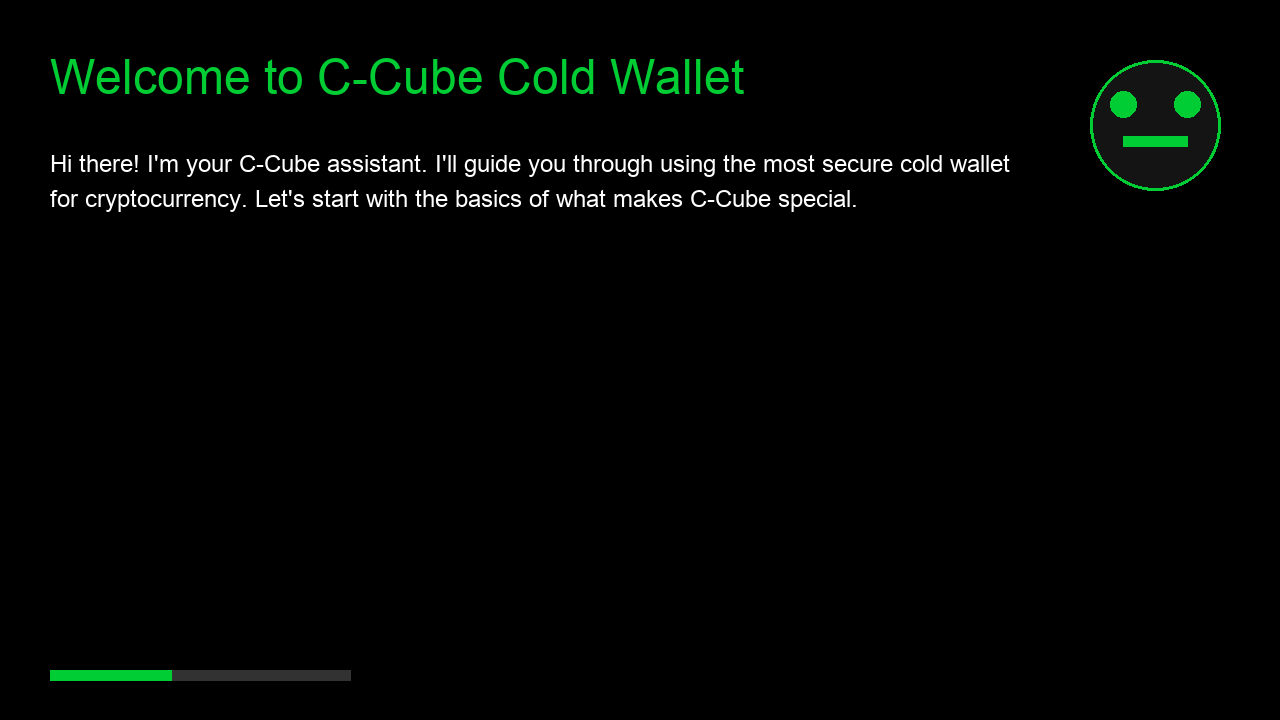 Welcome to C-Cube Cold Wallet
Hi there! I'm your C-Cube assistant. I'll guide you through using the most secure cold wallet
for cryptocurrency. Let's start with the basics of what makes C-Cube special.